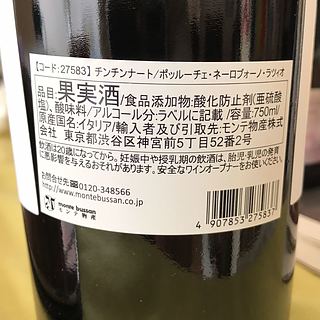 【コード:27583】チンチンナート/ポッルーチェ・ネーロブォーノ・ラツィオ
品目:果実酒/食品添加物:酸化防止剤(亜硫酸
塩)、酸味料/アルコール分:ラベルに記載/容量:750ml/
原産国名:イタリア/輸入者及び引取先:モンテ物産株式
会社 東京都渋谷区神宮前5丁目52番2号
飲酒は20歳になってから。妊娠中や授乳期の飲酒は、胎児・乳児の発育
に悪影響を与えるおそれがあります。安全なワインオープナーをお使いください。
お問合せ先 0120-348566
http://www.montebussan.co.jp
monte bussan
モンテ物産
4 907853 275837